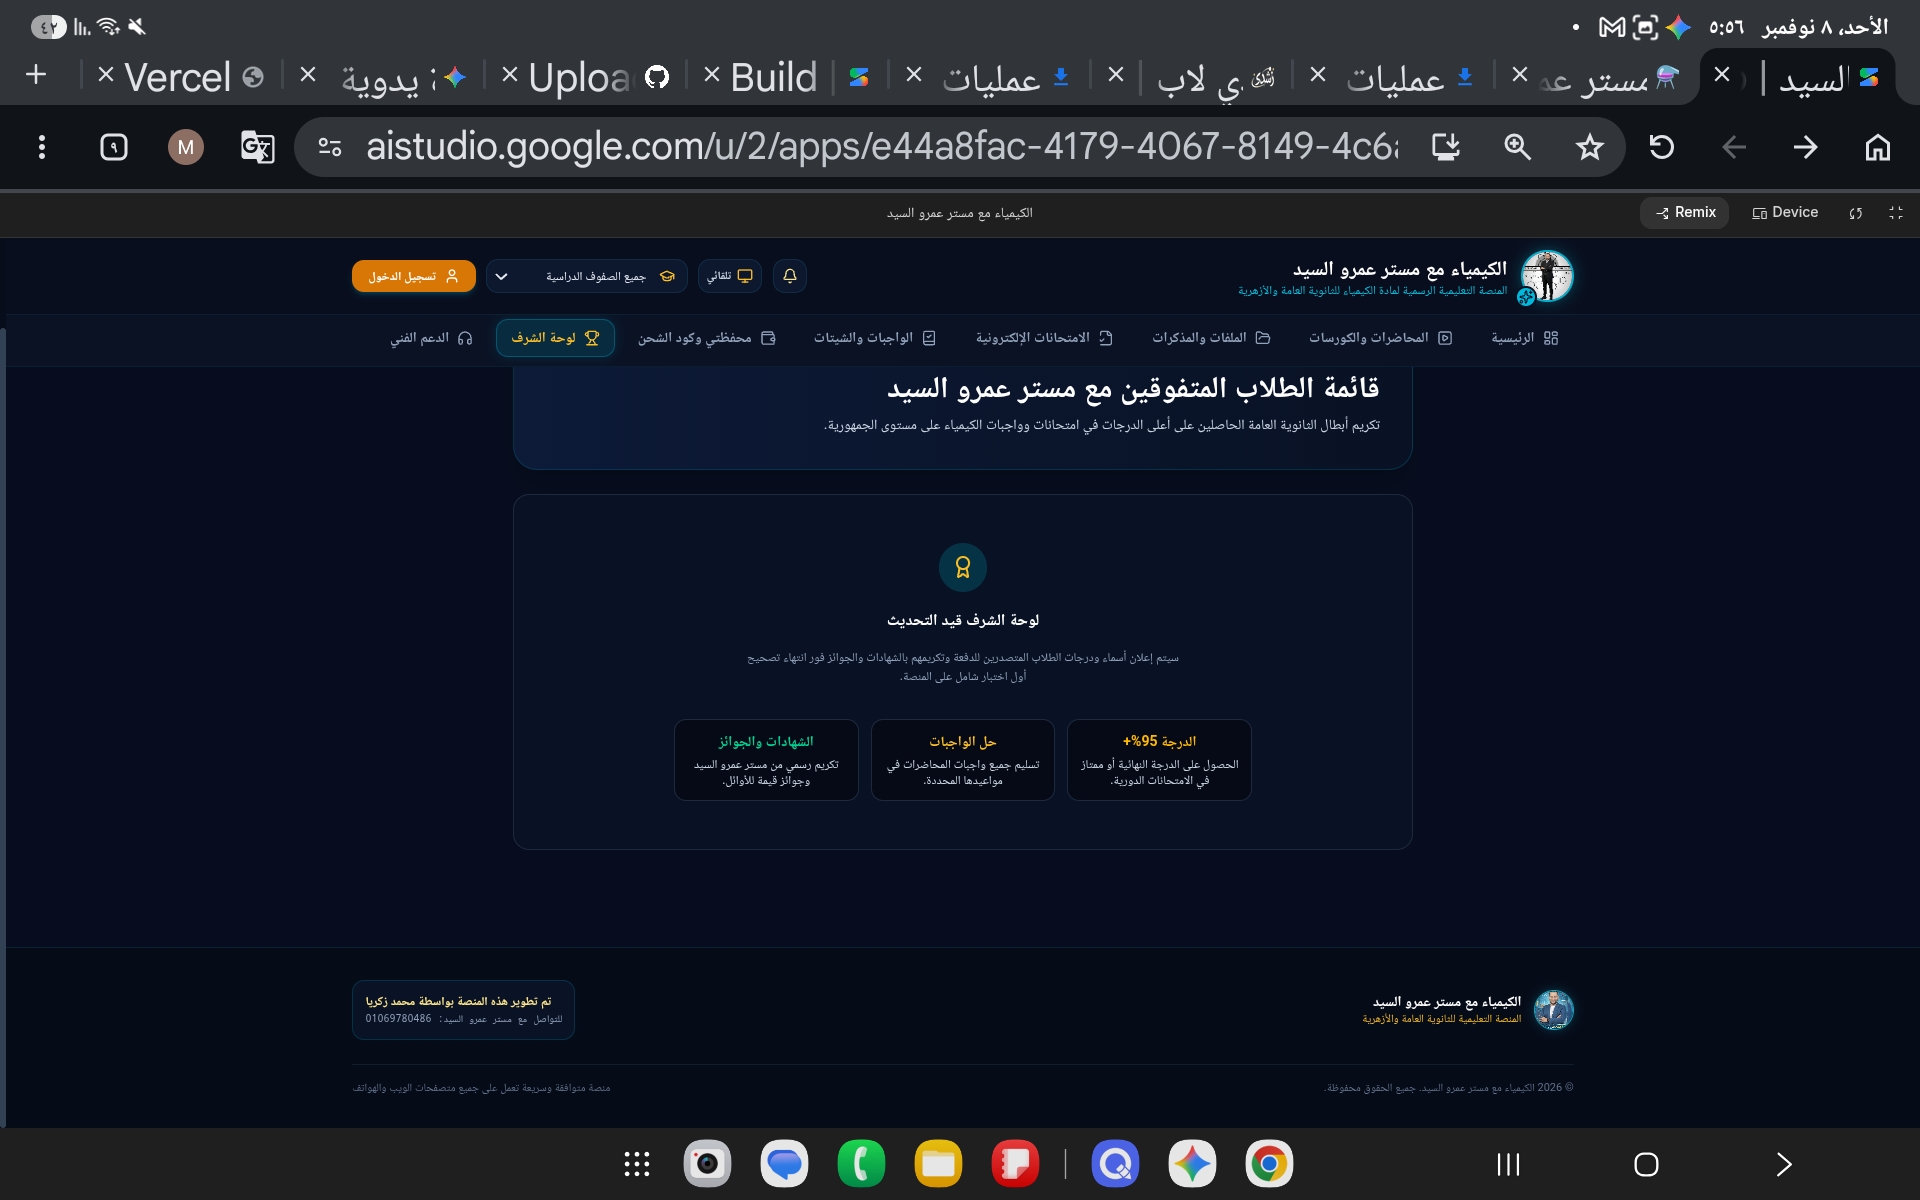 الأحد، ٨ نوفمبر ٥:٥٦
٤٢
السيد
مستر عم
عمليات
ي لاب
عمليات
Build
Uploa
ة يدوية
Vercel
aistudio.google.com/u/2/apps/e44a8fac-4179-4067-8149-4c6
M
٩
الكيمياء مع مستر عمرو السيد
Remix
Device
الكيمياء مع مستر عمرو السيد
المنصة التعليمية الرسمية لمادة الكيمياء للثانوية العامة والأزهرية
تلقائي
جميع الصفوف الدراسية
تسجيل الدخول
الرئيسية
المحاضرات والكورسات
الملفات والمذكرات
الامتحانات الإلكترونية
الواجبات والشيتات
محفظتي وكود الشحن
لوحة الشرف
الدعم الفني
قائمة الطلاب المتفوقين مع مستر عمرو السيد
تكريم أبطال الثانوية العامة الحاصلين على أعلى الدرجات في امتحانات وواجبات الكيمياء على مستوى الجمهورية.
لوحة الشرف قيد التحديث
سيتم إعلان أسماء ودرجات الطلاب المتصدرين للدفعة وتكريمهم بالشهادات والجوائز فور انتهاء تصحيح
أول اختبار شامل على المنصة.
الدرجة 95%+
الحصول على الدرجة النهائية أو ممتاز
في الامتحانات الدورية.
حل الواجبات
تسليم جميع واجبات المحاضرات في
مواعيدها المحددة.
الشهادات والجوائز
تكريم رسمي من مستر عمرو السيد
وجوائز قيمة للأوائل.
الكيمياء مع مستر عمرو السيد
المنصة التعليمية للثانوية العامة والأزهرية
تم تطوير هذه المنصة بواسطة محمد زكريا
للتواصل مع مستر عمرو السيد: 01069780486
© 2026 الكيمياء مع مستر عمرو السيد. جميع الحقوق محفوظة.
منصة متوافقة وسريعة تعمل على جميع متصفحات الويب والهواتف